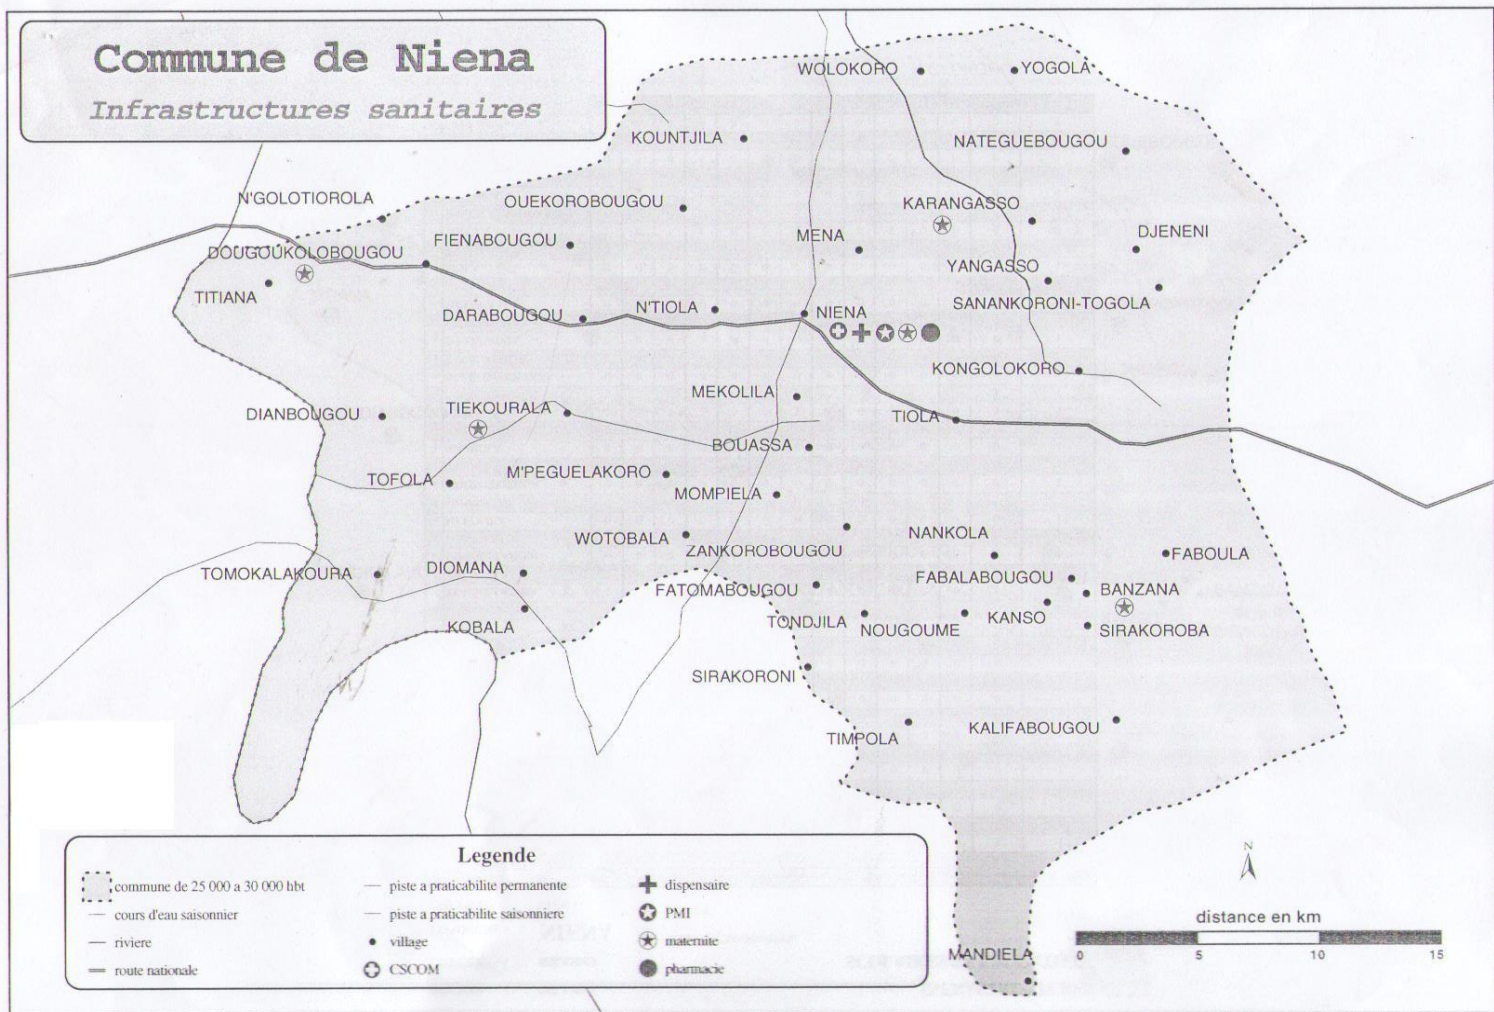 Commune de Niena
Infrastructures sanitaires
WOLOKORO
YOGOLA
KOUNTJILA
NATEGUEBOUGOU
N'GOLOTIOROLA
OUEKOROBOUGOU
KARANGASSO
FIENABOUGOU
MENA
DJENENI
DOUGOUKOLOBOUGOU
YANGASSO
TITIANA
SANANKORONI-TOGOLA
DARABOUGOU
N'TIOLA
NIENA
KONGOLOKORO
MEKOLILA
DIANBOUGOU
TIEKOURALA
TIOLA
BOUASSA
TOFOLA
M'PEGUELAKORO
MOMPIELA
WOTOBALA
ZANKOROBOUGOU
NANKOLA
FABOULA
TOMOKALAKOURA
DIOMANA
FATOMABOUGOU
FABALABOUGOU
BANZANA
KOBALA
TONDJILA
NOUGOUME
KANSO
SIRAKOROBA
SIRAKORONI
TIMPOLA
KALIFABOUGOU
MANDIELA
Legende
commune de 25 000 a 30 000 hbt
cours d'eau saisonnier
riviere
route nationale
piste a praticabilite permanente
piste a praticabilite saisonniere
village
CSCOM
dispensaire
PMI
maternite
pharmacie
N
distance en km
0 5 10 15